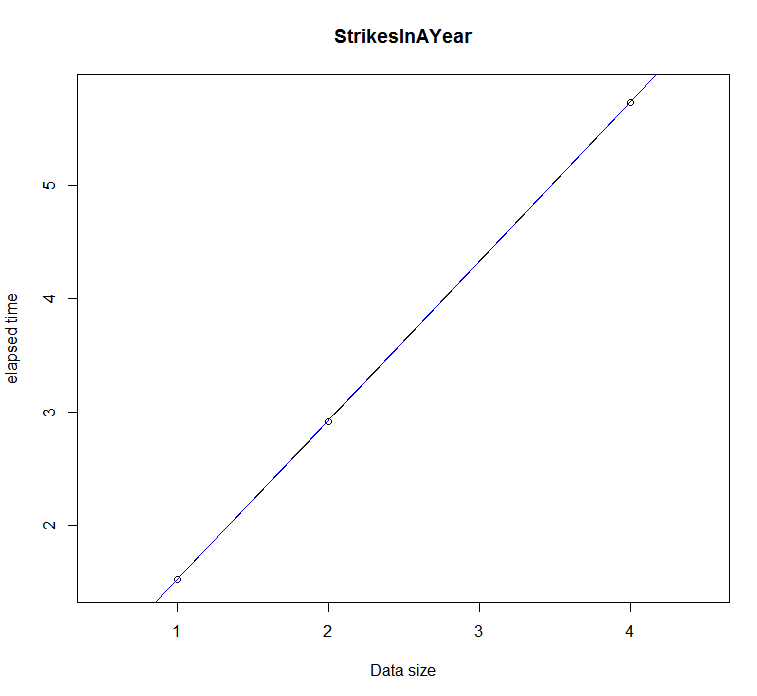 StrikesInAYear
5
4
3
2
elapsed time
1 2 3 4
Data size